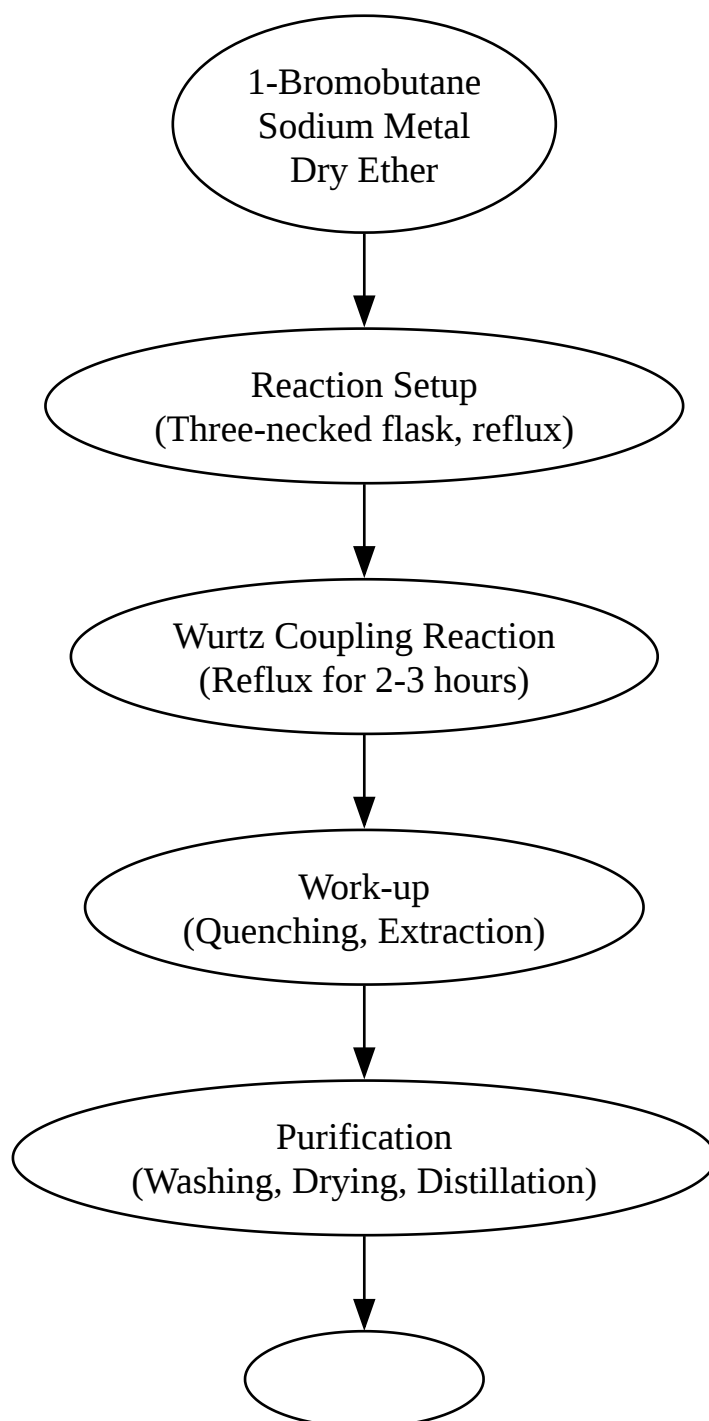 1-Bromobutane
Sodium Metal
Dry Ether
Reaction Setup
(Three-necked flask, reflux)
Wurtz Coupling Reaction
(Reflux for 2-3 hours)
Work-up
(Quenching, Extraction)
Purification
(Washing, Drying, Distillation)